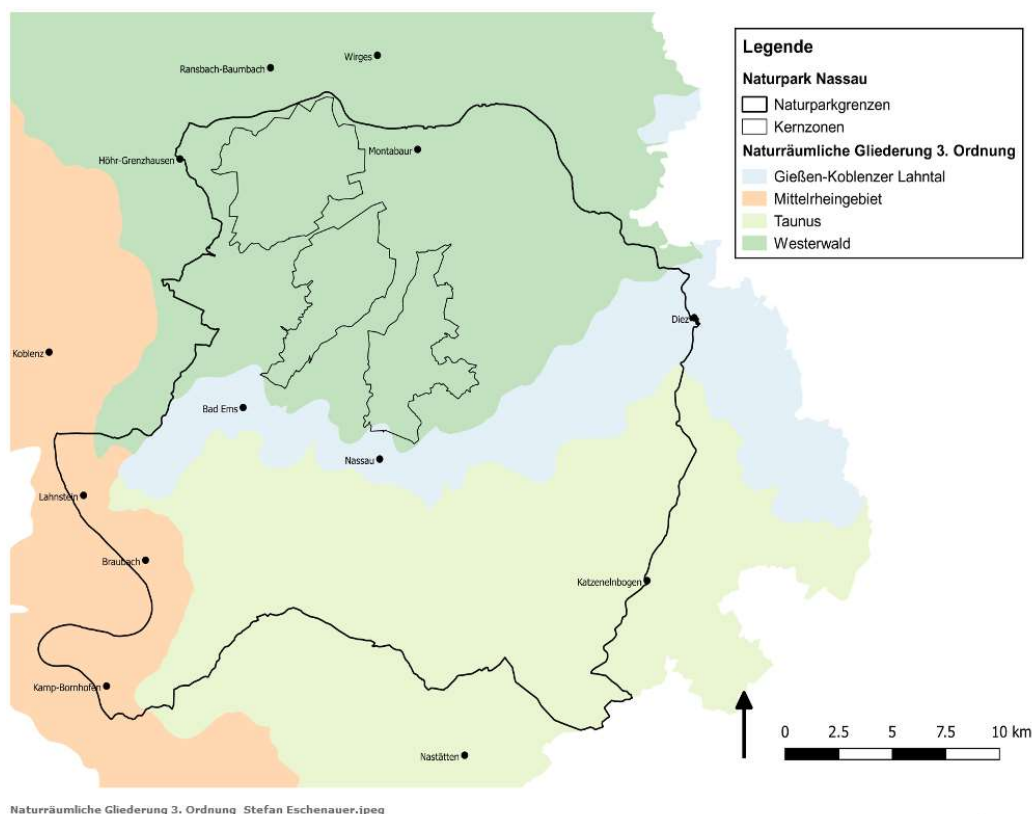 Wirges
Ransbach-Baumbach
Höhr-Grenzhausen
Montabaur
Diez
Koblenz
Bad Ems
Nassau
Lahnstein
Braubach
Katzenelnbogen
Kamp-Bornhofen
Nastätten
Legende
Naturpark Nassau
Naturparkgrenzen
Kernzonen
Naturräumliche Gliederung 3. Ordnung
Gießen-Koblenzer Lahntal
Mittelrheingebiet
Taunus
Westerwald
0 2.5 5 7.5 10 km
Naturräumliche Gliederung 3. Ordnung Stefan Eschenauer.jpeg